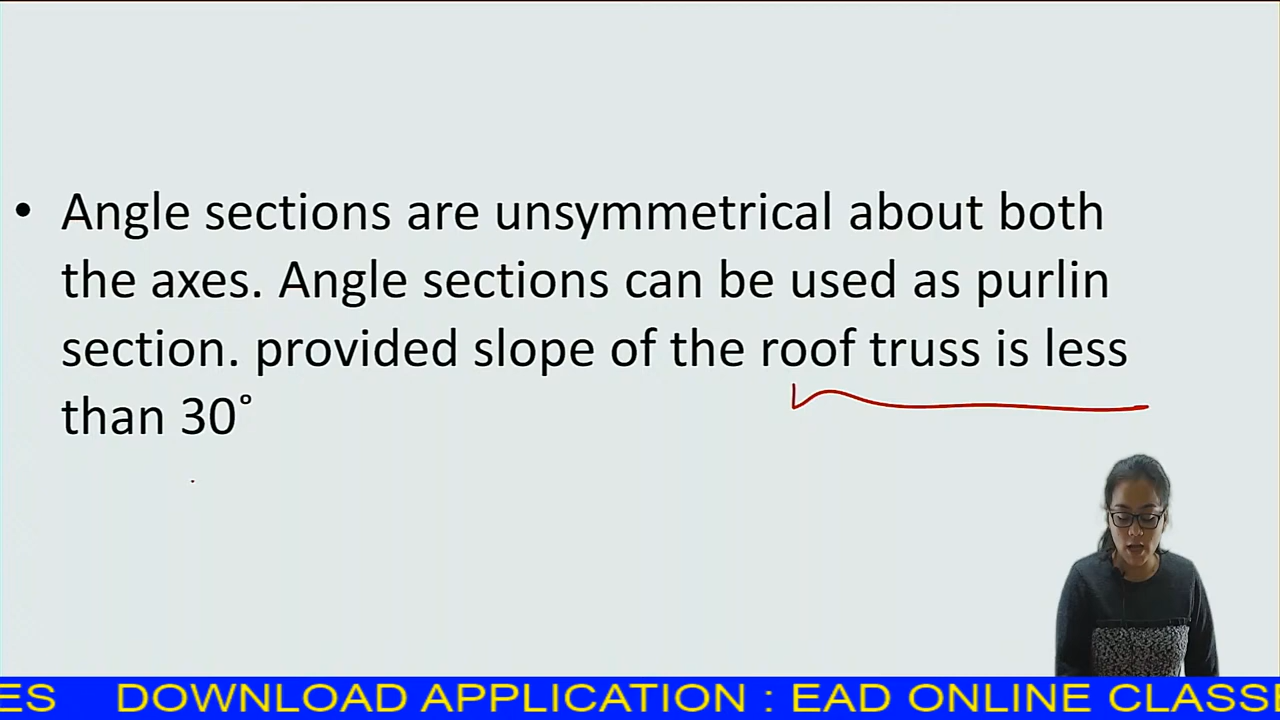 • Angle sections are unsymmetrical about both
the axes. Angle sections can be used as purlin
section. provided slope of the roof truss is less
than 30°
ES DOWNLOAD APPLICATION : EAD ONLINE CLASSE